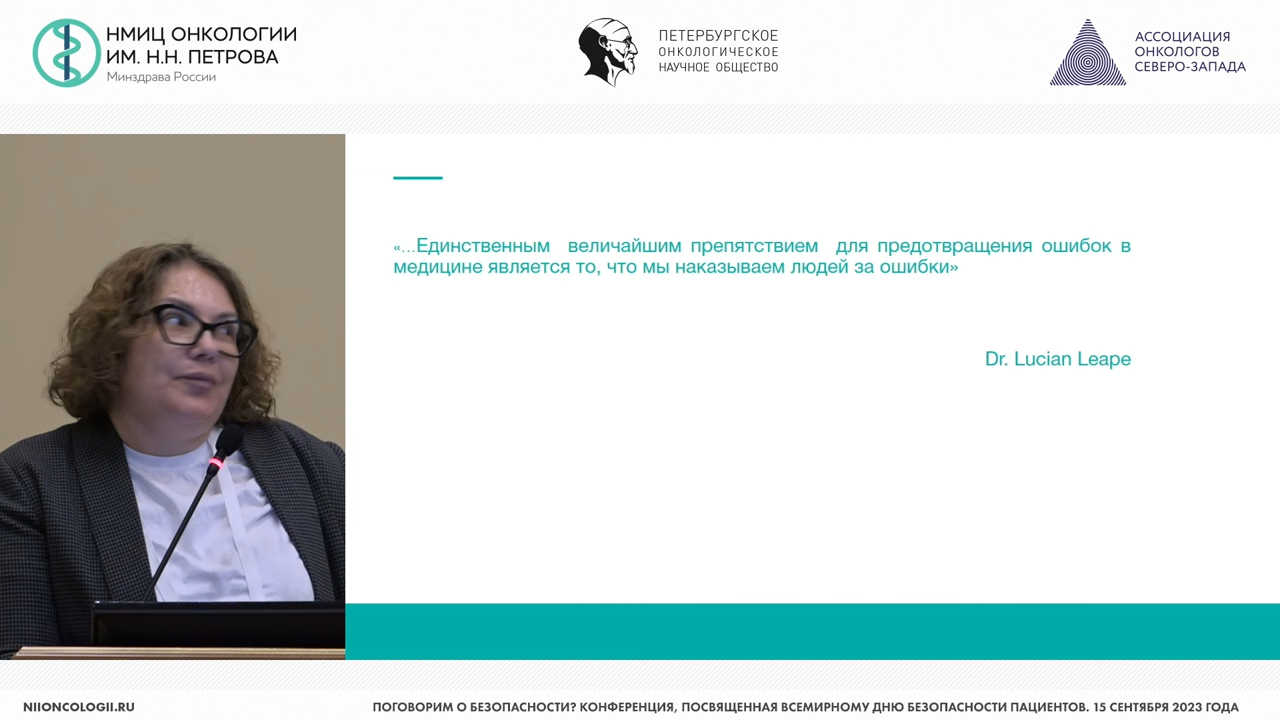 НМИЦ ОНКОЛОГИИ
ИМ. Н.Н. ПЕТРОВА
Минздрава России
ПЕТЕРБУРГСКОЕ
ОНКОЛОГИЧЕСКОЕ
НАУЧНОЕ ОБЩЕСТВО
АССОЦИАЦИЯ
ОНКОЛОГОВ
СЕВЕРО-ЗАПАДА
«...Единственным величайшим препятствием для предотвращения ошибок в
медицине является то, что мы наказываем людей за ошибки»
Dr. Lucian Leape
NIIONCOLOGII.RU
ПОГОВОРИМ О БЕЗОПАСНОСТИ? КОНФЕРЕНЦИЯ, ПОСВЯЩЕННАЯ ВСЕМИРНОМУ ДНЮ БЕЗОПАСНОСТИ ПАЦИЕНТОВ. 15 СЕНТЯБРЯ 2023 ГОДА